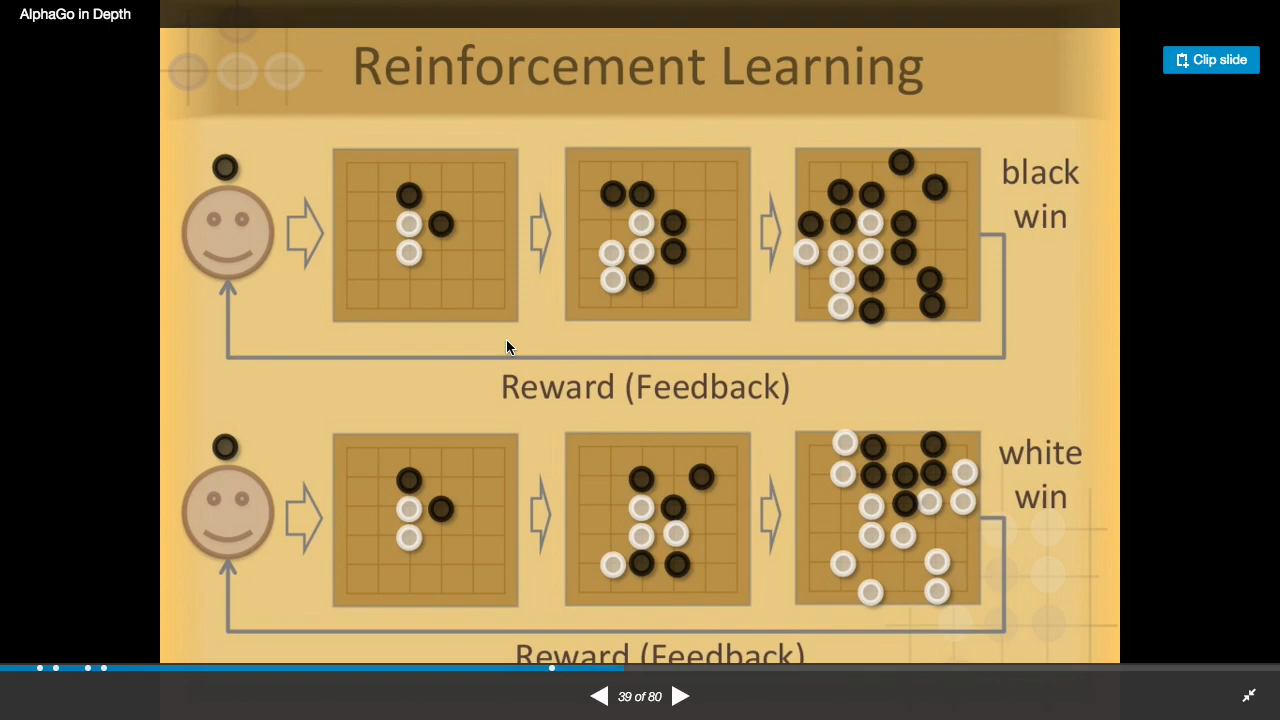 AlphaGo in Depth
Clip slide
Reinforcement Learning
black
win
Reward (Feedback)
white
win
Reward (Feedback)
39 of 80